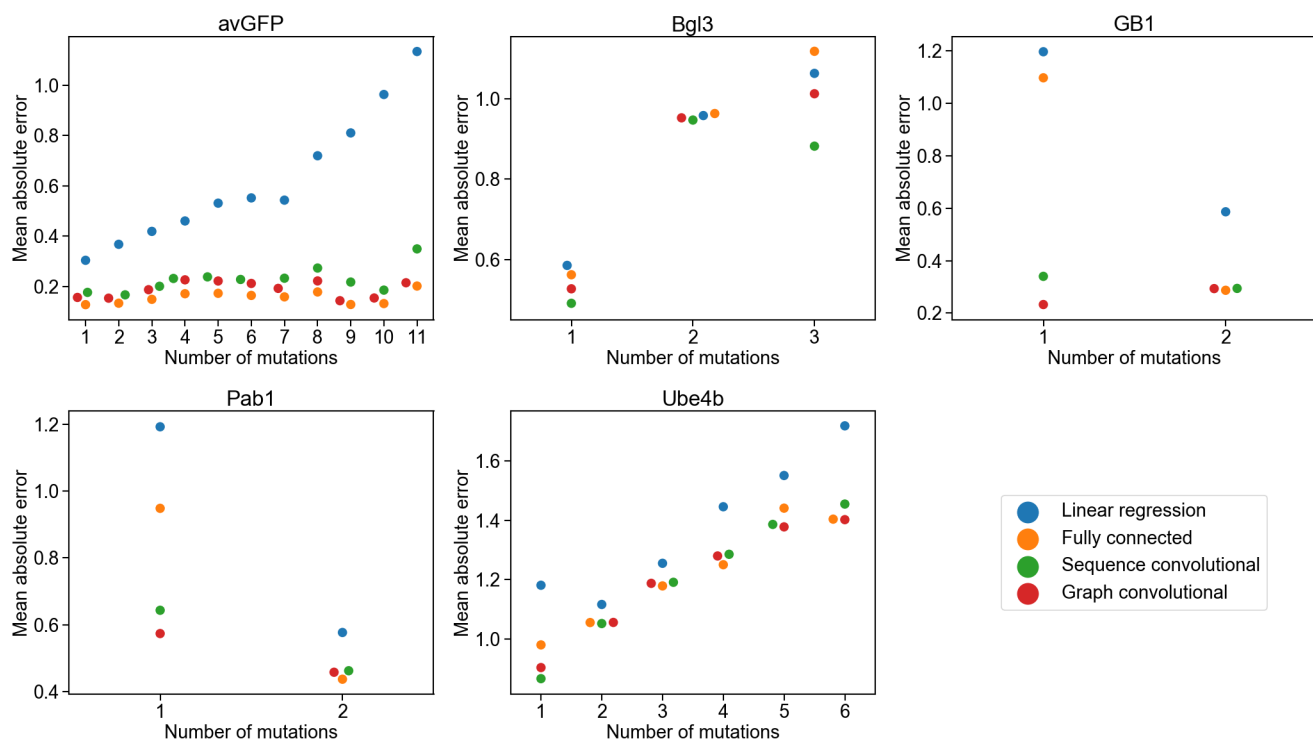 avGFP
Mean absolute error
1.0
0.8
0.6
0.4
0.2
1 2 3 4 5 6 7 8 9 10 11
Number of mutations
Bgl3
Mean absolute error
1.0
0.8
0.6
1 2 3
Number of mutations
GB1
Mean absolute error
1.2
1.0
0.8
0.6
0.4
0.2
1 2
Number of mutations
Pab1
Mean absolute error
1.2
1.0
0.8
0.6
0.4
1 2
Number of mutations
Ube4b
Mean absolute error
1.6
1.4
1.2
1.0
1 2 3 4 5 6
Number of mutations
Linear regression
Fully connected
Sequence convolutional
Graph convolutional